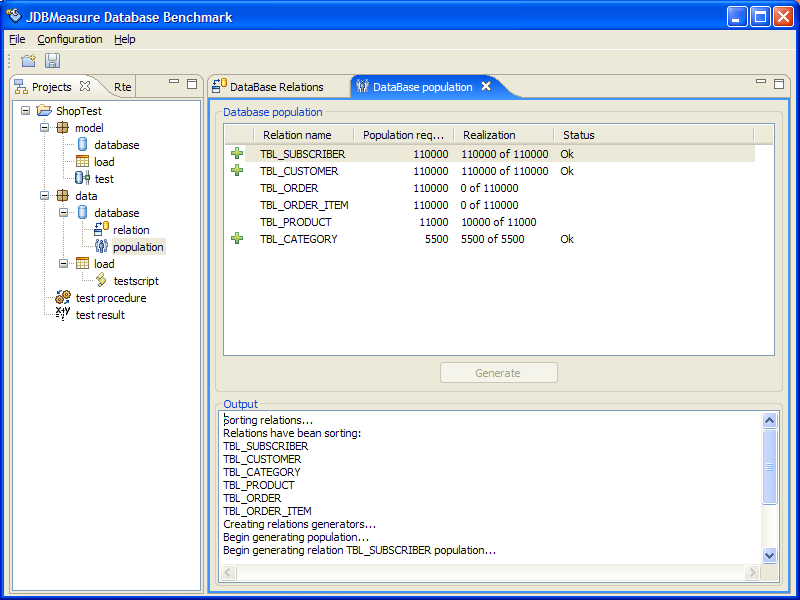 JDBMeasure Database Benchmark
File Configuration Help
Projects Rte
DataBase Relations DataBase population
ShopTest
model
database
load
test
data
database
relation
population
load
testscript
test procedure
test result
Database population
Relation name Population req... Realization Status
TBL_SUBSCRIBER 110000 110000 of 110000 Ok
TBL_CUSTOMER 110000 110000 of 110000 Ok
TBL_ORDER 110000 0 of 110000
TBL_ORDER_ITEM 110000 0 of 110000
TBL_PRODUCT 11000 10000 of 11000
TBL_CATEGORY 5500 5500 of 5500 Ok
Generate
Output
Sorting relations...
Relations have bean sorting:
TBL_SUBSCRIBER
TBL_CUSTOMER
TBL_CATEGORY
TBL_PRODUCT
TBL_ORDER
TBL_ORDER_ITEM
Creating relations generators...
Begin generating population...
Begin generating relation TBL_SUBSCRIBER population...